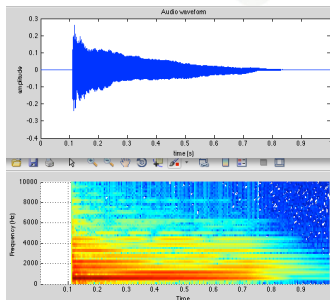 Audio waveform
0.3
0.2
0.1
0
-0.1
-0.2
-0.3
-0.4
amplitude
0 0.1 0.2 0.3 0.4 0.5 0.6 0.7 0.8 0.9
time [s]
10000
8000
6000
4000
2000
0
Frequency (Hz)
0.1 0.2 0.3 0.4 0.5 0.6 0.7 0.8 0.9
Time